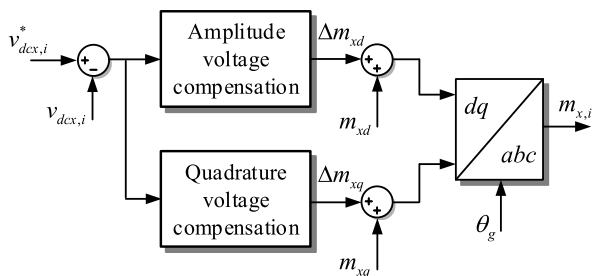 v*dcx,i
+
−
vdcx,i
Amplitude
voltage
compensation
Δmxd
+
+
mxd
Quadrature
voltage
compensation
Δmxq
+
+
mxq
dq
abc
mx,i
θg